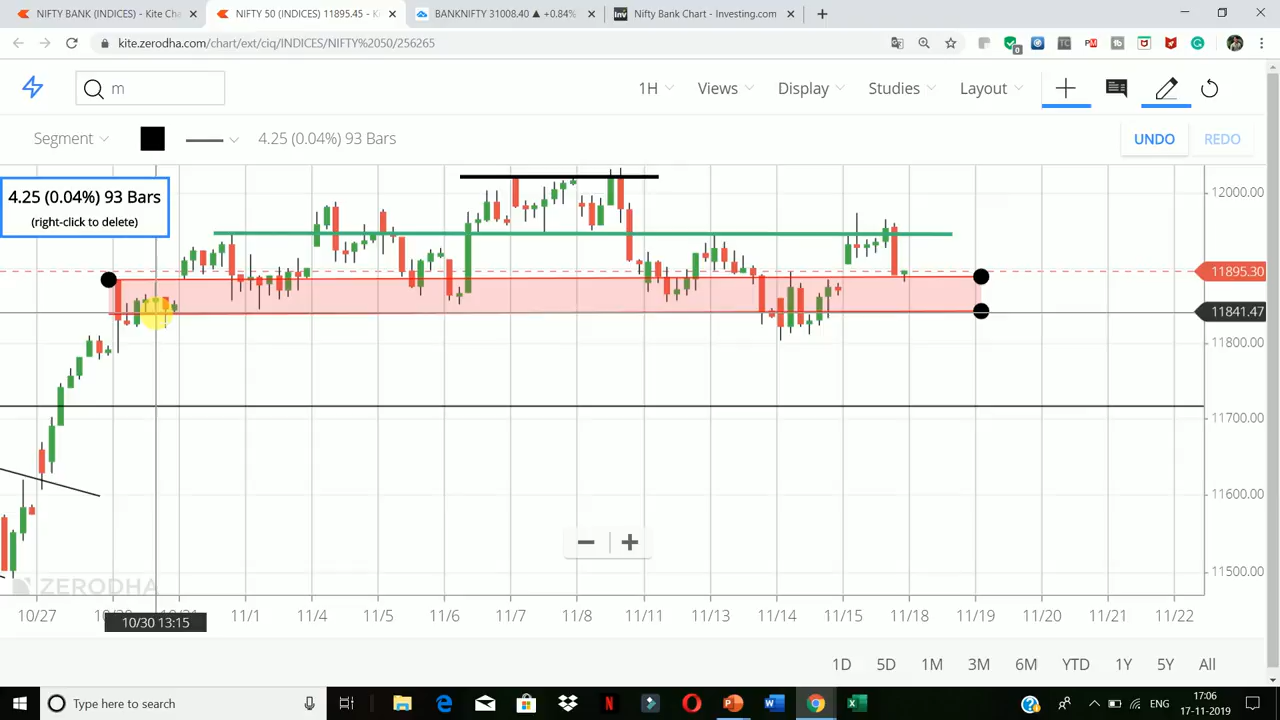 NIFTY BANK (INDICES) - Kite Cha
NIFTY 50 (INDICES) 11895.45 - Ki
BANKNIFTY 31008.40 ▲ +0.84%
Nifty Bank Chart - Investing.com
kite.zerodha.com/chart/ext/ciq/INDICES/NIFTY%2050/256265
m
1H
Views
Display
Studies
Layout
Segment
4.25 (0.04%) 93 Bars
UNDO
REDO
4.25 (0.04%) 93 Bars
(right-click to delete)
12000.00
11895.30
11841.47
11800.00
11700.00
11600.00
11500.00
ZERODHA
10/27
11/1
11/4
11/5
11/6
11/7
11/8
11/11
11/13
11/14
11/15
11/18
11/19
11/20
11/21
11/22
10/30 13:15
1D
5D
1M
3M
6M
YTD
1Y
5Y
All
Type here to search
ENG
17:06
17-11-2019